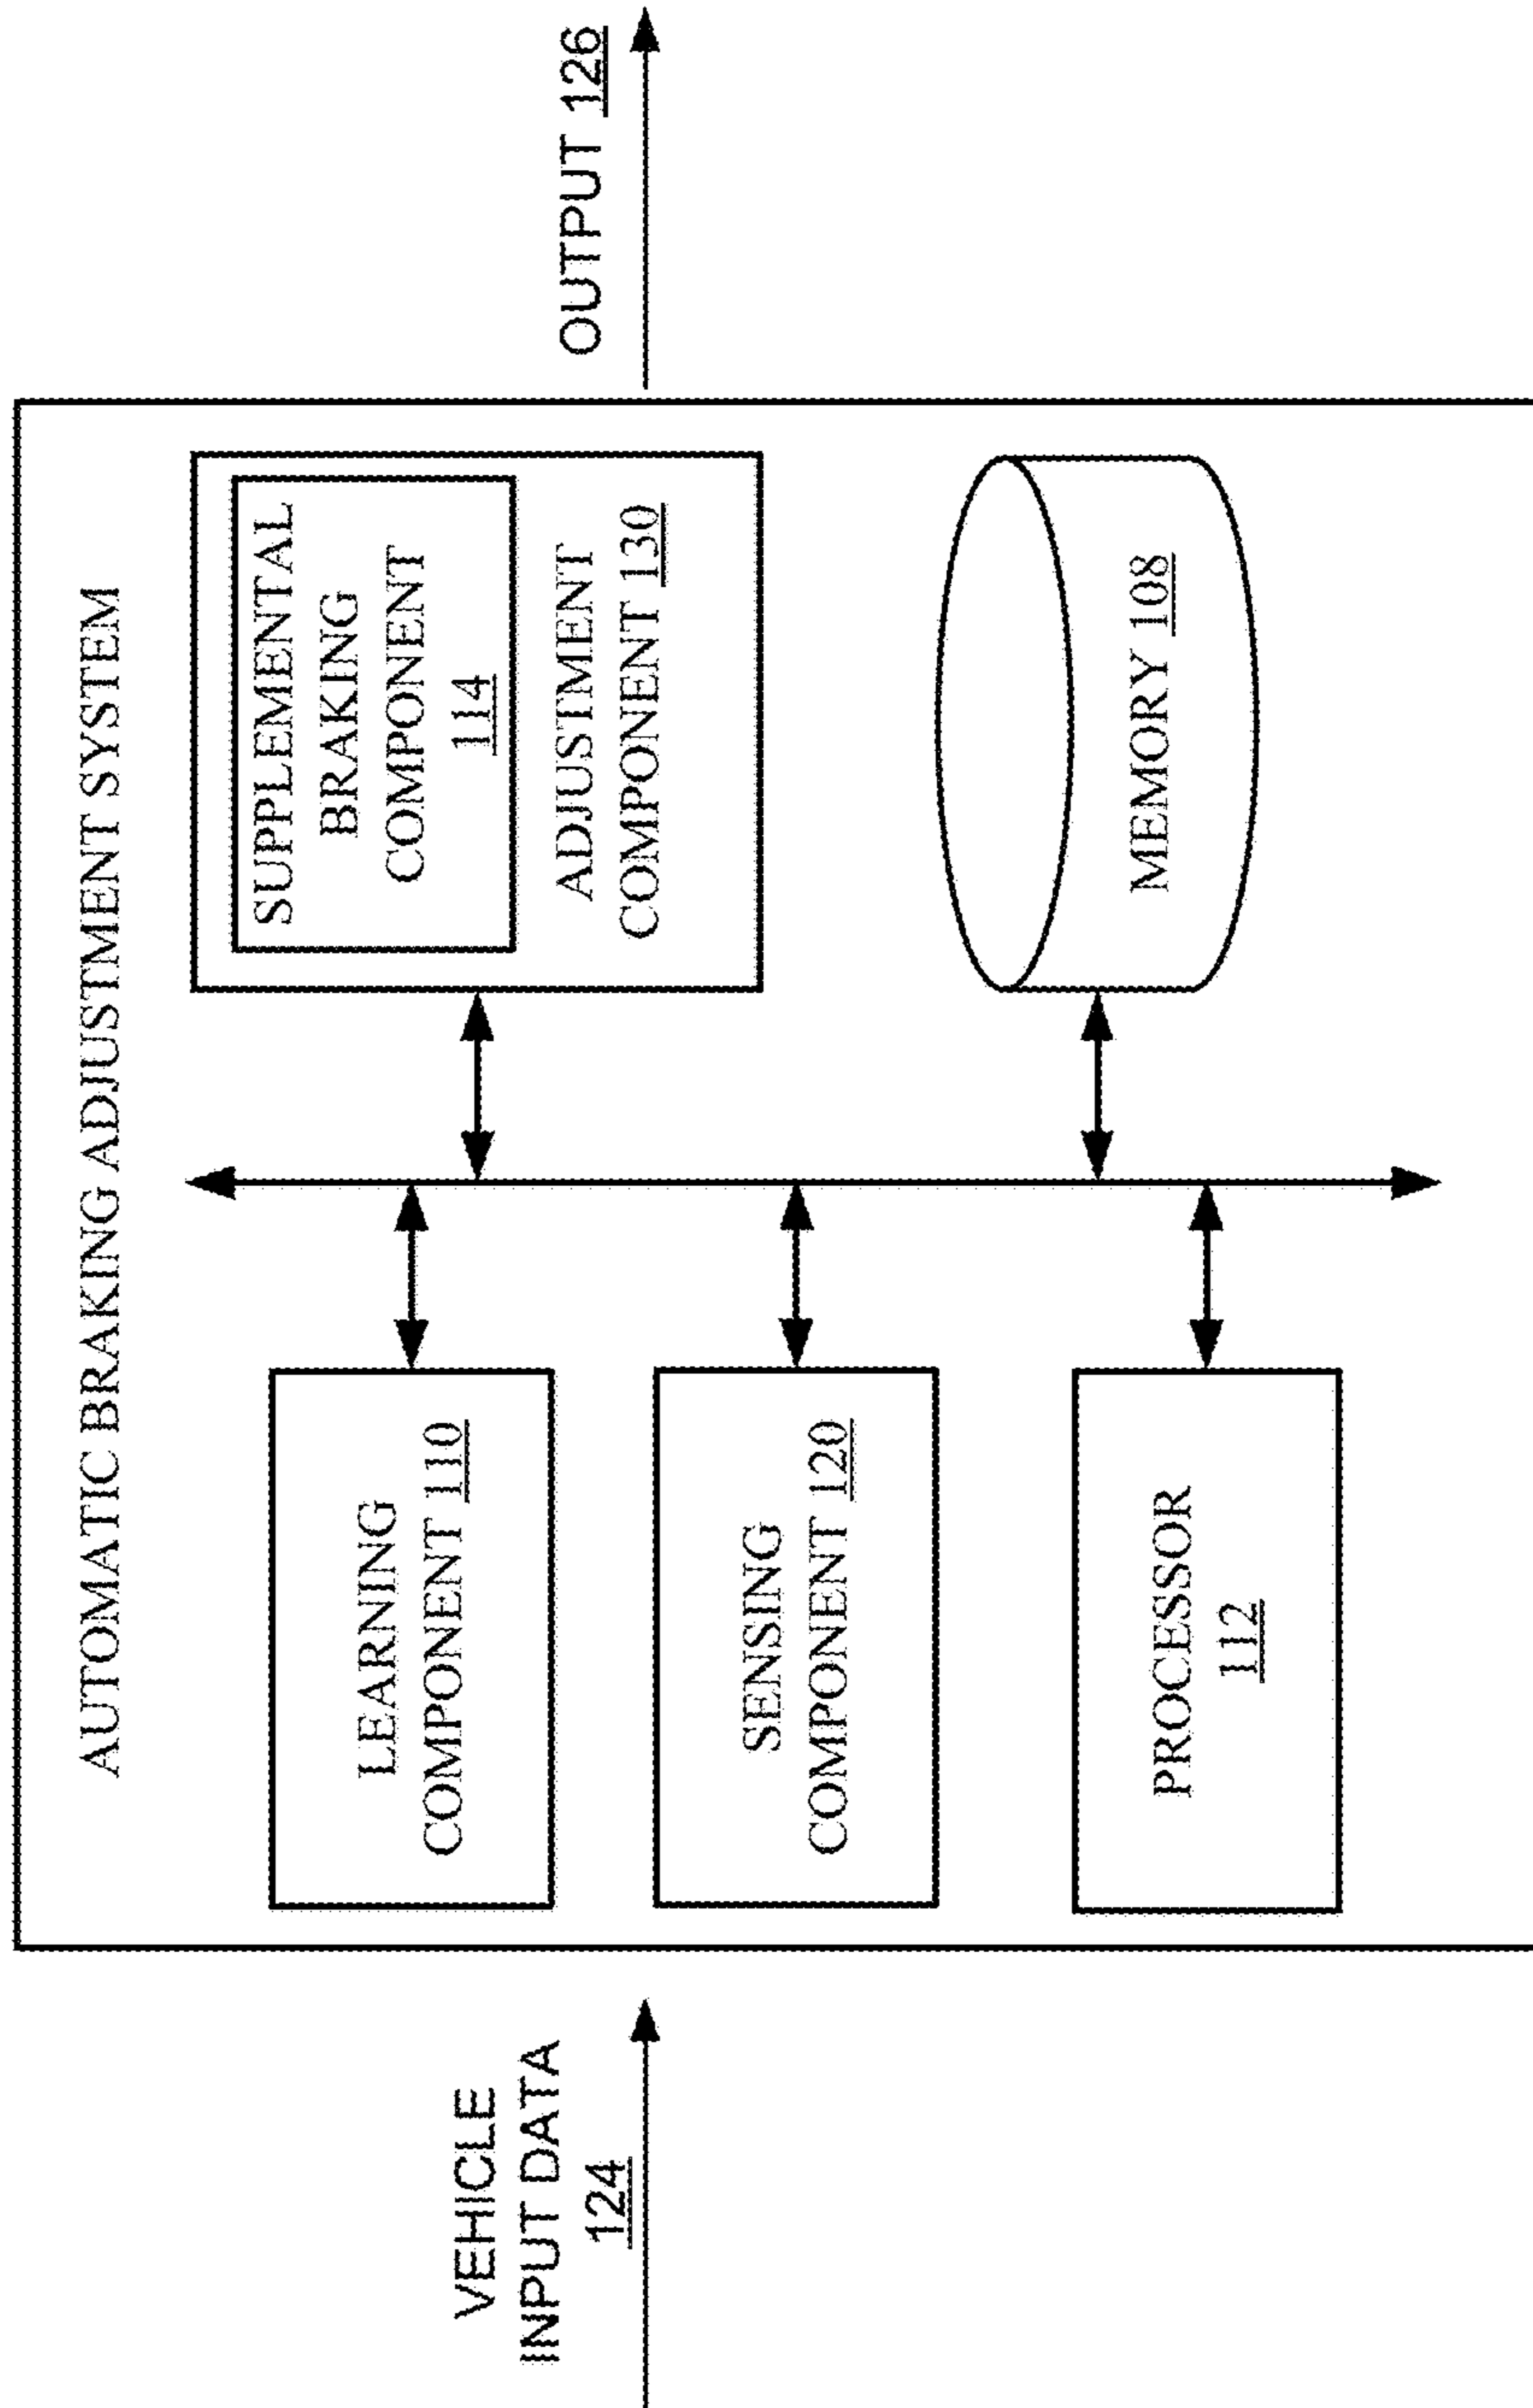 AUTOMATIC BRAKING ADJUSTMENT SYSTEM
VEHICLE
INPUT DATA
124
LEARNING
COMPONENT 110
SENSING
COMPONENT 120
PROCESSOR
112
SUPPLEMENTAL
BRAKING
COMPONENT
114
ADJUSTMENT
COMPONENT 130
MEMORY 108
OUTPUT 126